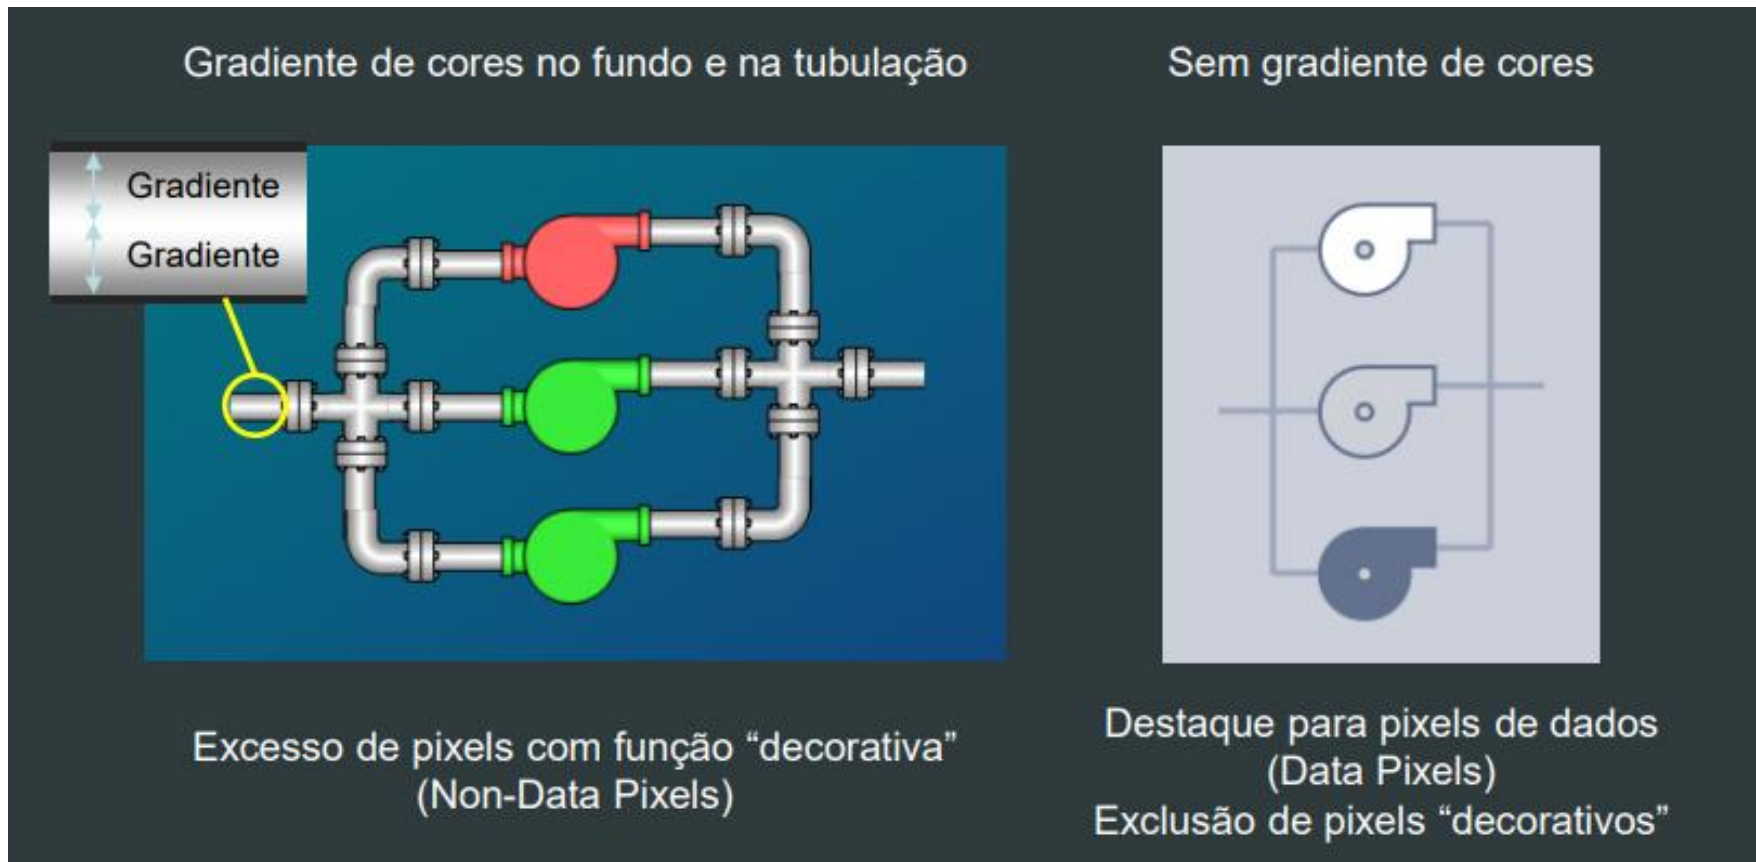 Gradiente de cores no fundo e na tubulação
Sem gradiente de cores
Gradiente
Gradiente
Excesso de pixels com função “decorativa”
(Non-Data Pixels)
Destaque para pixels de dados
(Data Pixels)
Exclusão de pixels “decorativos”